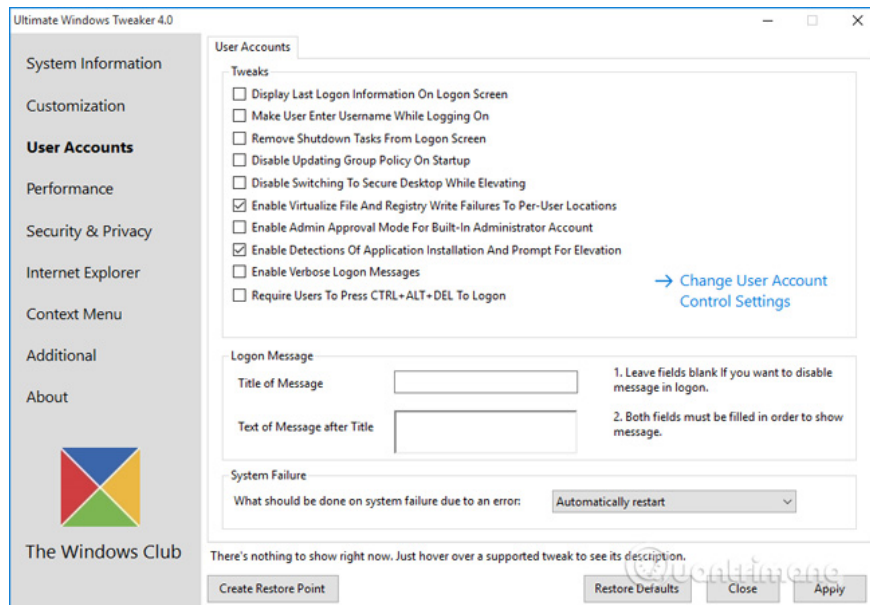 Ultimate Windows Tweaker 4.0
System Information
Customization
User Accounts
Performance
Security & Privacy
Internet Explorer
Context Menu
Additional
About
The Windows Club
User Accounts
Tweaks
Display Last Logon Information On Logon Screen
Make User Enter Username While Logging On
Remove Shutdown Tasks From Logon Screen
Disable Updating Group Policy On Startup
Disable Switching To Secure Desktop While Elevating
Enable Virtualize File And Registry Write Failures To Per-User Locations
Enable Admin Approval Mode For Built-In Administrator Account
Enable Detections Of Application Installation And Prompt For Elevation
Enable Verbose Logon Messages
Require Users To Press CTRL+ALT+DEL To Logon
→ Change User Account
Control Settings
Logon Message
Title of Message
1. Leave fields blank If you want to disable
message in logon.
Text of Message after Title
2. Both fields must be filled in order to show
message.
System Failure
What should be done on system failure due to an error:
Automatically restart
There's nothing to show right now. Just hover over a supported tweak to see its description.
Quantrimang
Create Restore Point
Restore Defaults
Close
Apply